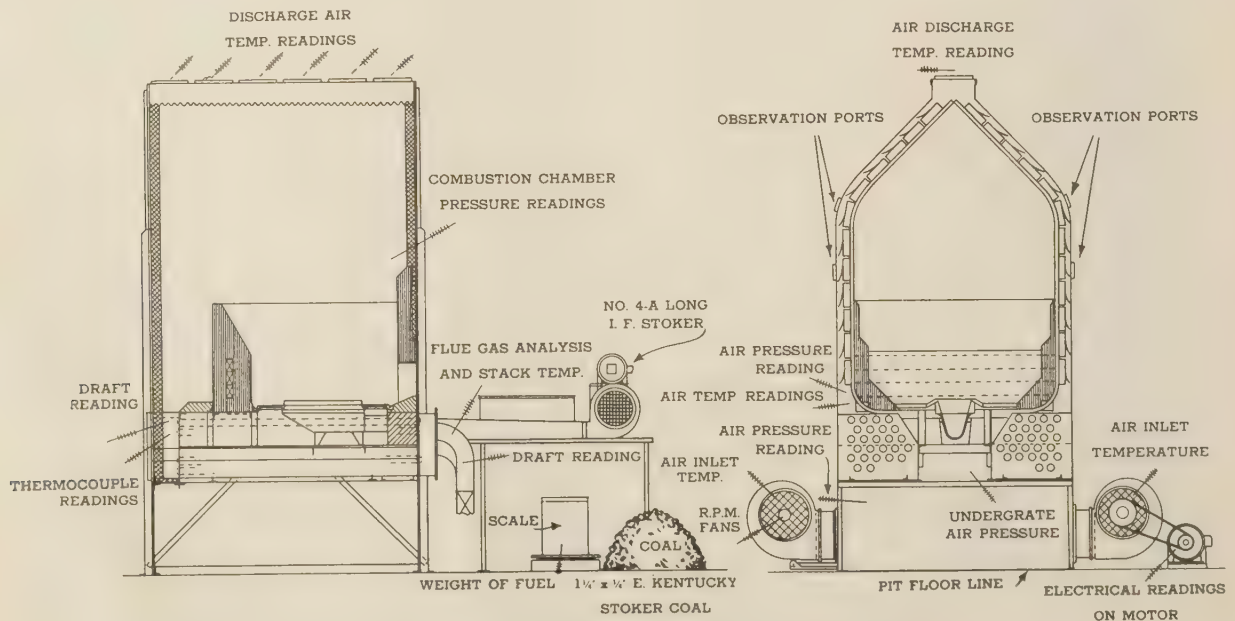 DISCHARGE AIR
TEMP. READINGS
COMBUSTION CHAMBER
PRESSURE READINGS
NO. 4-A LONG
I. F. STOKER
FLUE GAS ANALYSIS
AND STACK TEMP.
DRAFT
READING
THERMOCOUPLE
READINGS
DRAFT READING
SCALE
COAL
WEIGHT OF FUEL
1¼" x ¾" E. KENTUCKY
STOKER COAL
AIR DISCHARGE
TEMP. READING
OBSERVATION PORTS
OBSERVATION PORTS
AIR PRESSURE
READING
AIR TEMP READINGS
AIR PRESSURE
READING
AIR INLET
TEMP.
R.P.M.
FANS
UNDERGRATE
AIR PRESSURE
AIR INLET
TEMPERATURE
PIT FLOOR LINE
ELECTRICAL READINGS
ON MOTOR